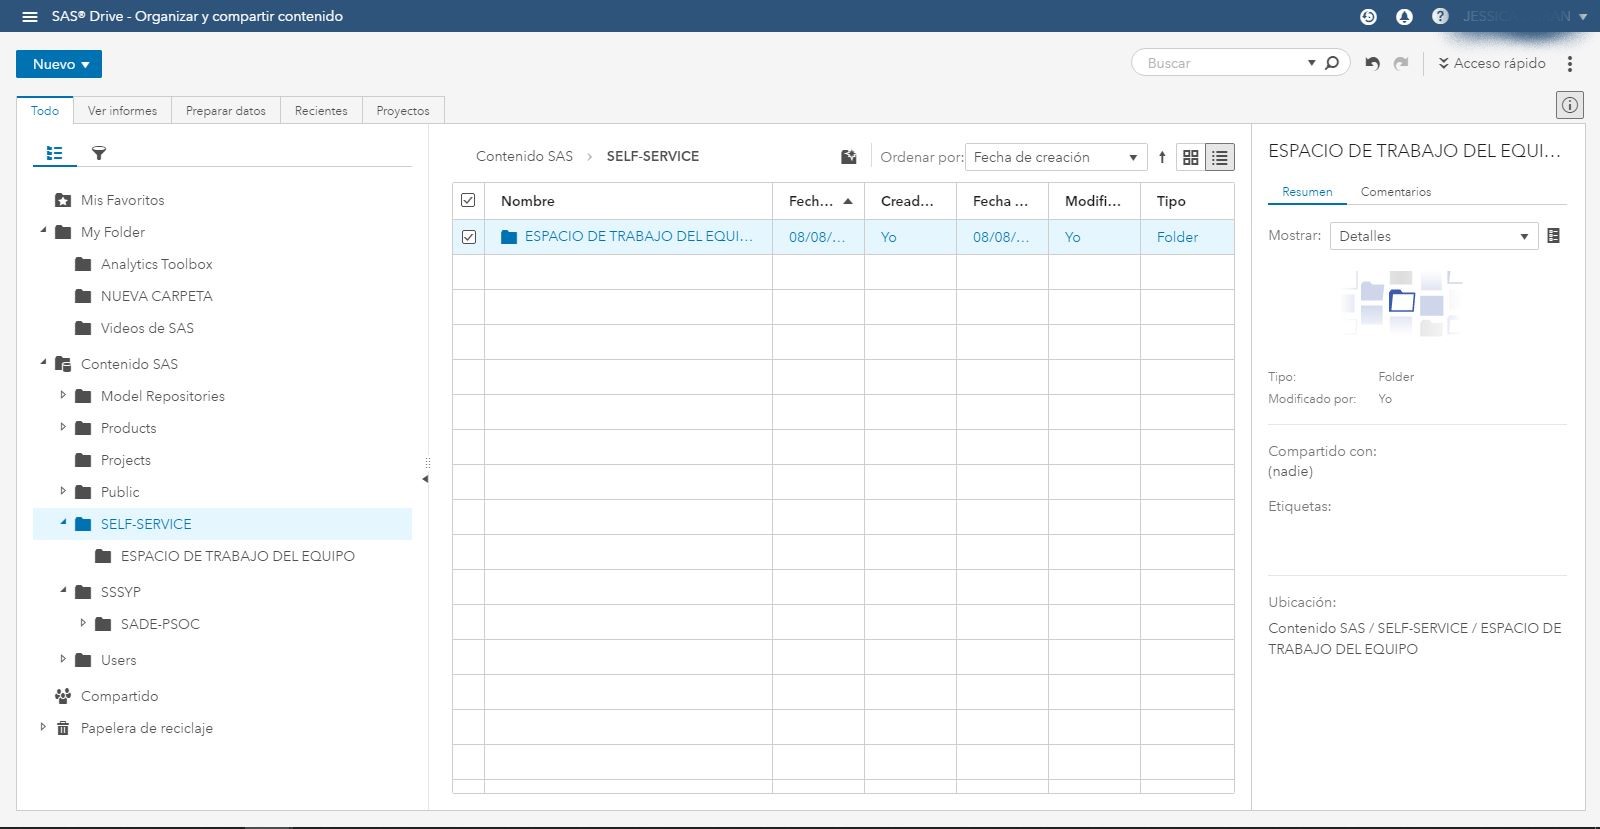 SAS® Drive - Organizar y compartir contenido
Nuevo
Buscar
Acceso rápido
Todo
Ver informes
Preparar datos
Recientes
Proyectos
Mis Favoritos
My Folder
Analytics Toolbox
NUEVA CARPETA
Videos de SAS
Contenido SAS
Model Repositories
Products
Projects
Public
SELF-SERVICE
ESPACIO DE TRABAJO DEL EQUIPO
SSSYP
SADE-PSOC
Users
Compartido
Papelera de reciclaje
Contenido SAS > SELF-SERVICE
Ordenar por: Fecha de creación
Nombre Fech... Cread... Fecha ... Modifi... Tipo
ESPACIO DE TRABAJO DEL EQUI... 08/08/... Yo 08/08/... Yo Folder
ESPACIO DE TRABAJO DEL EQUI...
Resumen Comentarios
Mostrar: Detalles
Tipo: Folder
Modificado por: Yo
Compartido con:
(nadie)
Etiquetas:
Ubicación:
Contenido SAS / SELF-SERVICE / ESPACIO DE
TRABAJO DEL EQUIPO